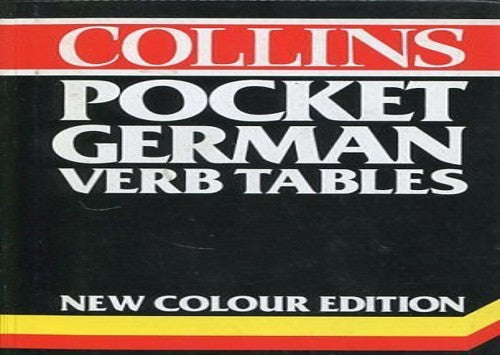 COLLINS
POCKET
GERMAN
VERB TABLES
NEW COLOUR EDITION